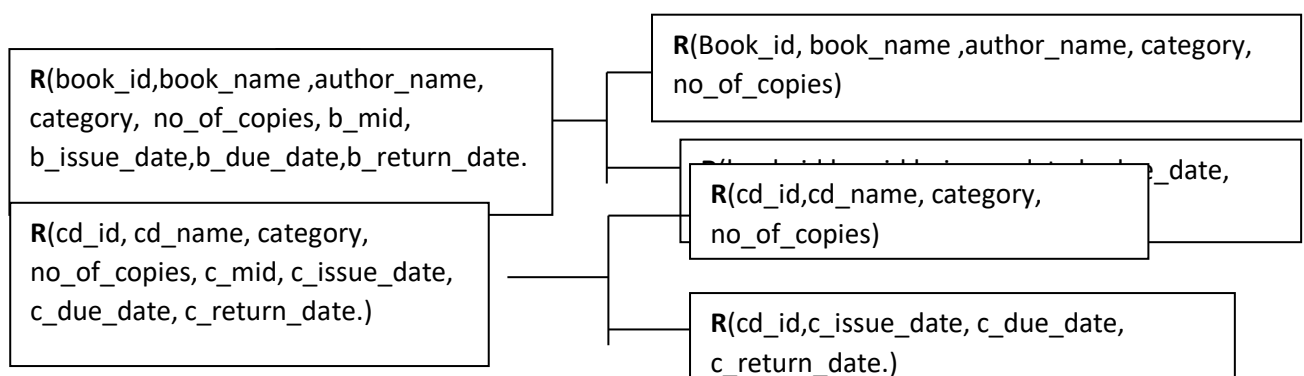 R(book_id,book_name ,author_name,
category, no_of_copies, b_mid,
b_issue_date,b_due_date,b_return_date.
R(cd_id, cd_name, category,
no_of_copies, c_mid, c_issue_date,
c_due_date, c_return_date.)
R(Book_id, book_name ,author_name, category,
no_of_copies)
e_date,
R(cd_id,cd_name, category,
no_of_copies)
R(cd_id,c_issue_date, c_due_date,
c_return_date.)